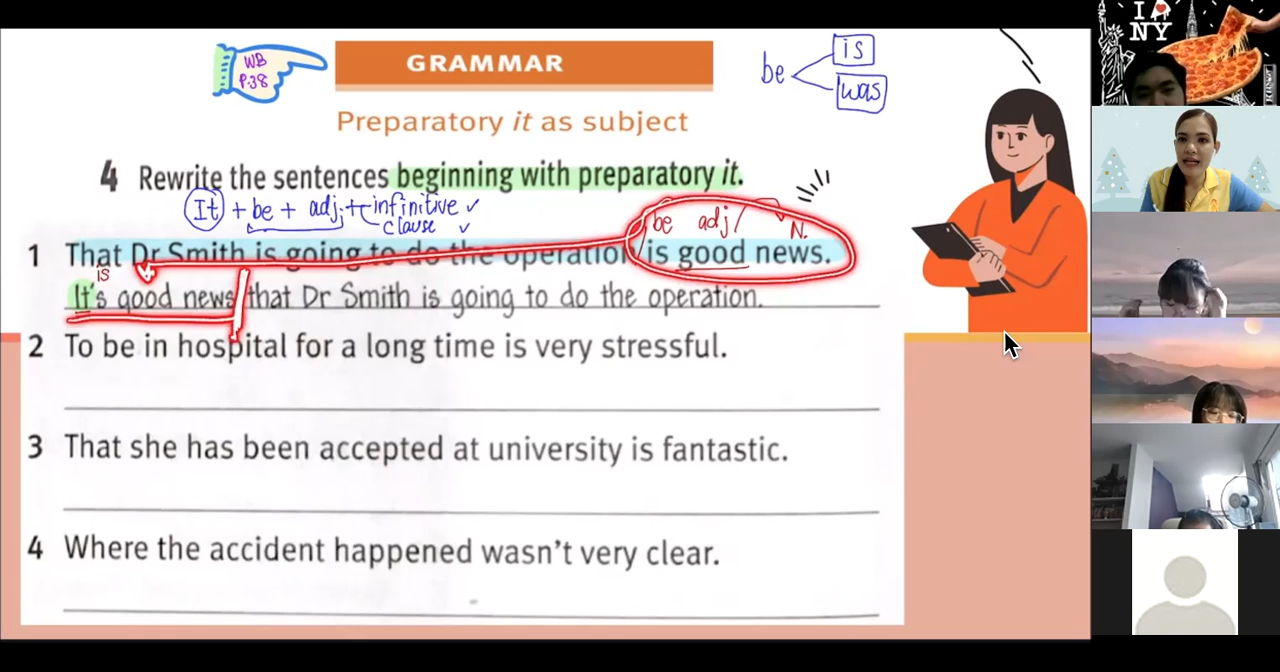 WB
P.38
GRAMMAR
be
is
was
Preparatory it as subject
4 Rewrite the sentences beginning with preparatory it.
It + be + adj. + infinitive ✓
clause ✓
be adj / N.
1 That Dr Smith is going to do the operation is good news.
is
It's good news that Dr Smith is going to do the operation.
2 To be in hospital for a long time is very stressful.
3 That she has been accepted at university is fantastic.
4 Where the accident happened wasn't very clear.
I
NY